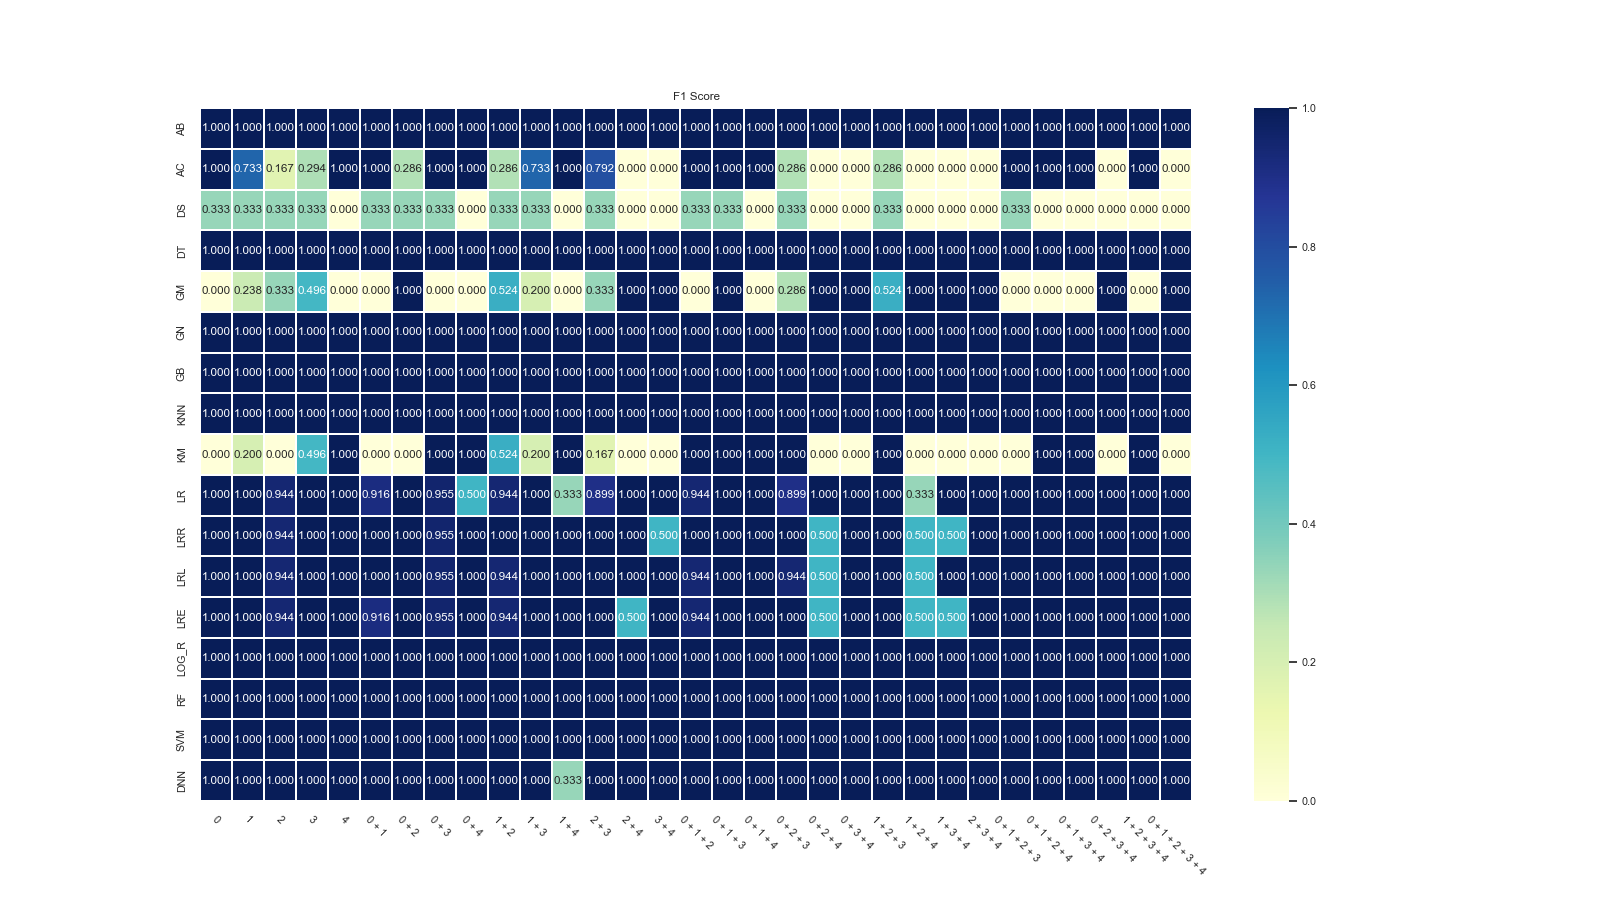 F1 Score
AB 1.000 1.000 1.000 1.000 1.000 1.000 1.000 1.000 1.000 1.000 1.000 1.000 1.000 1.000 1.000 1.000 1.000 1.000 1.000 1.000 1.000 1.000 1.000 1.000 1.000 1.000 1.000 1.000 1.000 1.000 1.000
AC 1.000 0.733 0.167 0.294 1.000 1.000 0.286 1.000 1.000 0.286 0.733 1.000 0.792 0.000 0.000 1.000 1.000 1.000 0.286 0.000 0.000 0.286 0.000 0.000 0.000 1.000 1.000 1.000 0.000 1.000 0.000
DS 0.333 0.333 0.333 0.333 0.000 0.333 0.333 0.333 0.000 0.333 0.333 0.000 0.333 0.000 0.000 0.333 0.333 0.000 0.333 0.000 0.000 0.333 0.000 0.000 0.000 0.333 0.000 0.000 0.000 0.000 0.000
DT 1.000 1.000 1.000 1.000 1.000 1.000 1.000 1.000 1.000 1.000 1.000 1.000 1.000 1.000 1.000 1.000 1.000 1.000 1.000 1.000 1.000 1.000 1.000 1.000 1.000 1.000 1.000 1.000 1.000 1.000 1.000
GM 0.000 0.238 0.333 0.496 0.000 0.000 1.000 0.000 0.000 0.524 0.200 0.000 0.333 1.000 1.000 0.000 1.000 0.000 0.286 1.000 1.000 0.524 1.000 1.000 1.000 0.000 0.000 0.000 1.000 0.000 1.000
GN 1.000 1.000 1.000 1.000 1.000 1.000 1.000 1.000 1.000 1.000 1.000 1.000 1.000 1.000 1.000 1.000 1.000 1.000 1.000 1.000 1.000 1.000 1.000 1.000 1.000 1.000 1.000 1.000 1.000 1.000 1.000
GB 1.000 1.000 1.000 1.000 1.000 1.000 1.000 1.000 1.000 1.000 1.000 1.000 1.000 1.000 1.000 1.000 1.000 1.000 1.000 1.000 1.000 1.000 1.000 1.000 1.000 1.000 1.000 1.000 1.000 1.000 1.000
KNN 1.000 1.000 1.000 1.000 1.000 1.000 1.000 1.000 1.000 1.000 1.000 1.000 1.000 1.000 1.000 1.000 1.000 1.000 1.000 1.000 1.000 1.000 1.000 1.000 1.000 1.000 1.000 1.000 1.000 1.000 1.000
KM 0.000 0.200 0.000 0.496 1.000 0.000 0.000 1.000 1.000 0.524 0.200 1.000 0.167 0.000 0.000 1.000 1.000 1.000 1.000 0.000 0.000 1.000 0.000 0.000 0.000 0.000 1.000 1.000 0.000 1.000 0.000
LR 1.000 1.000 0.944 1.000 1.000 0.916 1.000 0.955 0.500 0.944 1.000 0.333 0.899 1.000 1.000 0.944 1.000 1.000 0.899 1.000 1.000 1.000 0.333 1.000 1.000 1.000 1.000 1.000 1.000 1.000 1.000
LRR 1.000 1.000 0.944 1.000 1.000 1.000 1.000 0.955 1.000 1.000 1.000 1.000 1.000 1.000 0.500 1.000 1.000 1.000 1.000 0.500 1.000 1.000 0.500 0.500 1.000 1.000 1.000 1.000 1.000 1.000 1.000
LRL 1.000 1.000 0.944 1.000 1.000 1.000 1.000 0.955 1.000 0.944 1.000 1.000 1.000 1.000 1.000 0.944 1.000 1.000 0.944 0.500 1.000 1.000 0.500 1.000 1.000 1.000 1.000 1.000 1.000 1.000 1.000
LRE 1.000 1.000 0.944 1.000 1.000 0.916 1.000 0.955 1.000 0.944 1.000 1.000 1.000 0.500 1.000 0.944 1.000 1.000 1.000 0.500 1.000 1.000 0.500 0.500 1.000 1.000 1.000 1.000 1.000 1.000 1.000
LOG_R 1.000 1.000 1.000 1.000 1.000 1.000 1.000 1.000 1.000 1.000 1.000 1.000 1.000 1.000 1.000 1.000 1.000 1.000 1.000 1.000 1.000 1.000 1.000 1.000 1.000 1.000 1.000 1.000 1.000 1.000 1.000
RF 1.000 1.000 1.000 1.000 1.000 1.000 1.000 1.000 1.000 1.000 1.000 1.000 1.000 1.000 1.000 1.000 1.000 1.000 1.000 1.000 1.000 1.000 1.000 1.000 1.000 1.000 1.000 1.000 1.000 1.000 1.000
SVM 1.000 1.000 1.000 1.000 1.000 1.000 1.000 1.000 1.000 1.000 1.000 1.000 1.000 1.000 1.000 1.000 1.000 1.000 1.000 1.000 1.000 1.000 1.000 1.000 1.000 1.000 1.000 1.000 1.000 1.000 1.000
DNN 1.000 1.000 1.000 1.000 1.000 1.000 1.000 1.000 1.000 1.000 1.000 0.333 1.000 1.000 1.000 1.000 1.000 1.000 1.000 1.000 1.000 1.000 1.000 1.000 1.000 1.000 1.000 1.000 1.000 1.000 1.000
0
1
2
3
4
0 + 1
0 + 2
0 + 3
0 + 4
1 + 2
1 + 3
1 + 4
2 + 3
2 + 4
3 + 4
0 + 1 + 2
0 + 1 + 3
0 + 1 + 4
0 + 2 + 3
0 + 2 + 4
0 + 3 + 4
1 + 2 + 3
1 + 2 + 4
1 + 3 + 4
2 + 3 + 4
0 + 1 + 2 + 3
0 + 1 + 2 + 4
0 + 1 + 3 + 4
0 + 2 + 3 + 4
1 + 2 + 3 + 4
0 + 1 + 2 + 3 + 4
1.0
0.8
0.6
0.4
0.2
0.0